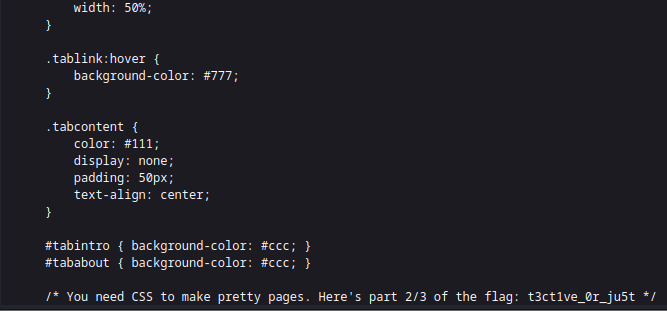 width: 50%;
}
.tablink:hover {
background-color: #777;
}
.tabcontent {
color: #111;
display: none;
padding: 50px;
text-align: center;
}
#tabintro { background-color: #ccc; }
#tababout { background-color: #ccc; }
/* You need CSS to make pretty pages. Here's part 2/3 of the flag: t3ct1ve_0r_ju5t */